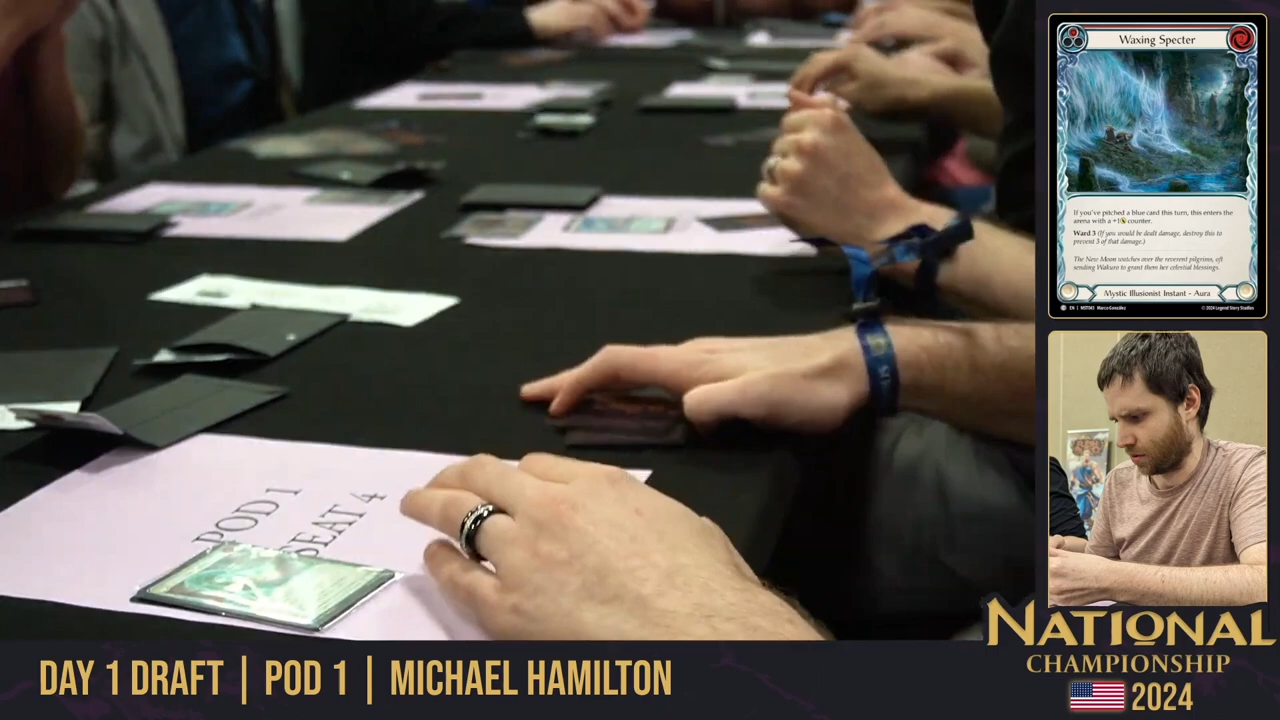 Waxing Specter
If you've pitched a blue card this turn, this enters the
arena with a +1 counter.
Ward 3 (If you would be dealt damage, destroy this to
prevent 3 of that damage.)
The New Moon watches over the reverent pilgrims, oft
sending Wakuro to grant them her celestial blessings.
Mystic Illusionist Instant - Aura
POD 1
SEAT 4
NATIONAL
CHAMPIONSHIP
2024
DAY 1 DRAFT | POD 1 | MICHAEL HAMILTON